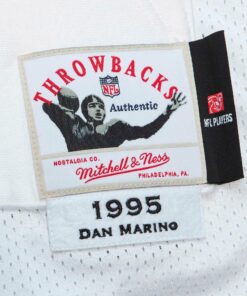 THROWBACKS
NFL
Authentic
NOSTALGIA CO.
Mitchell & Ness
PHILADELPHIA, PA.
NFL PLAYERS
1995
DAN MARINO